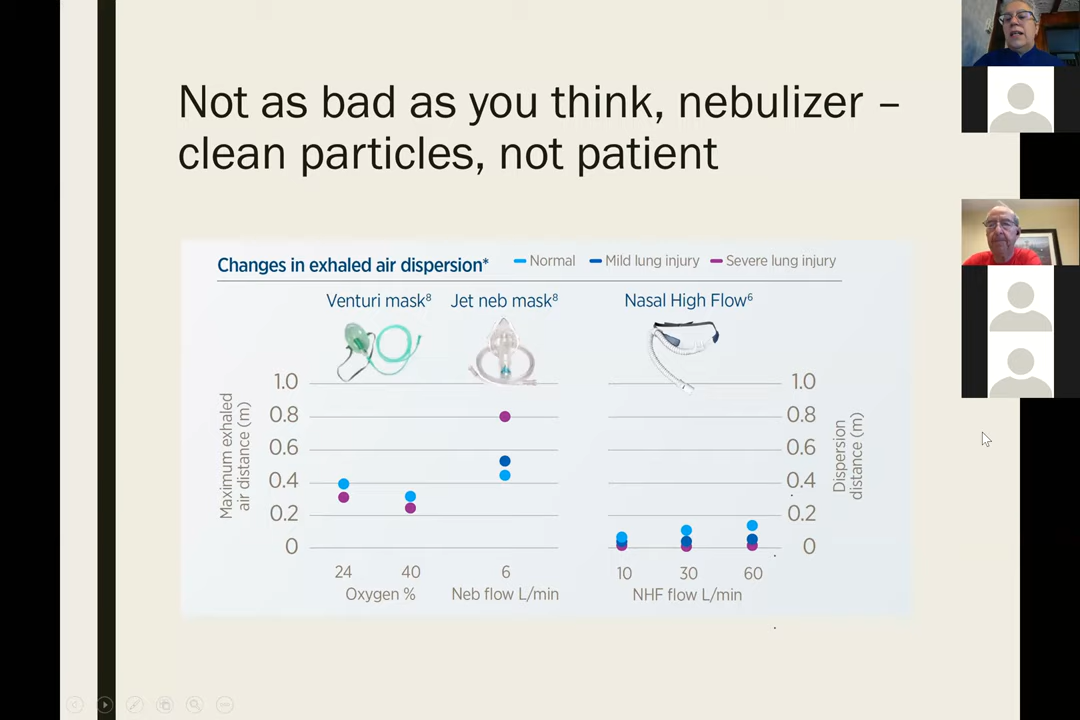 Not as bad as you think, nebulizer –
clean particles, not patient
Changes in exhaled air dispersion*
Normal
Mild lung injury
Severe lung injury
Venturi mask⁸
Jet neb mask⁸
Nasal High Flow⁶
Maximum exhaled
air distance (m)
1.0
0.8
0.6
0.4
0.2
0
1.0
0.8
0.6
0.4
0.2
0
Dispersion
distance (m)
24
40
6
10
30
60
Oxygen %
Neb flow L/min
NHF flow L/min